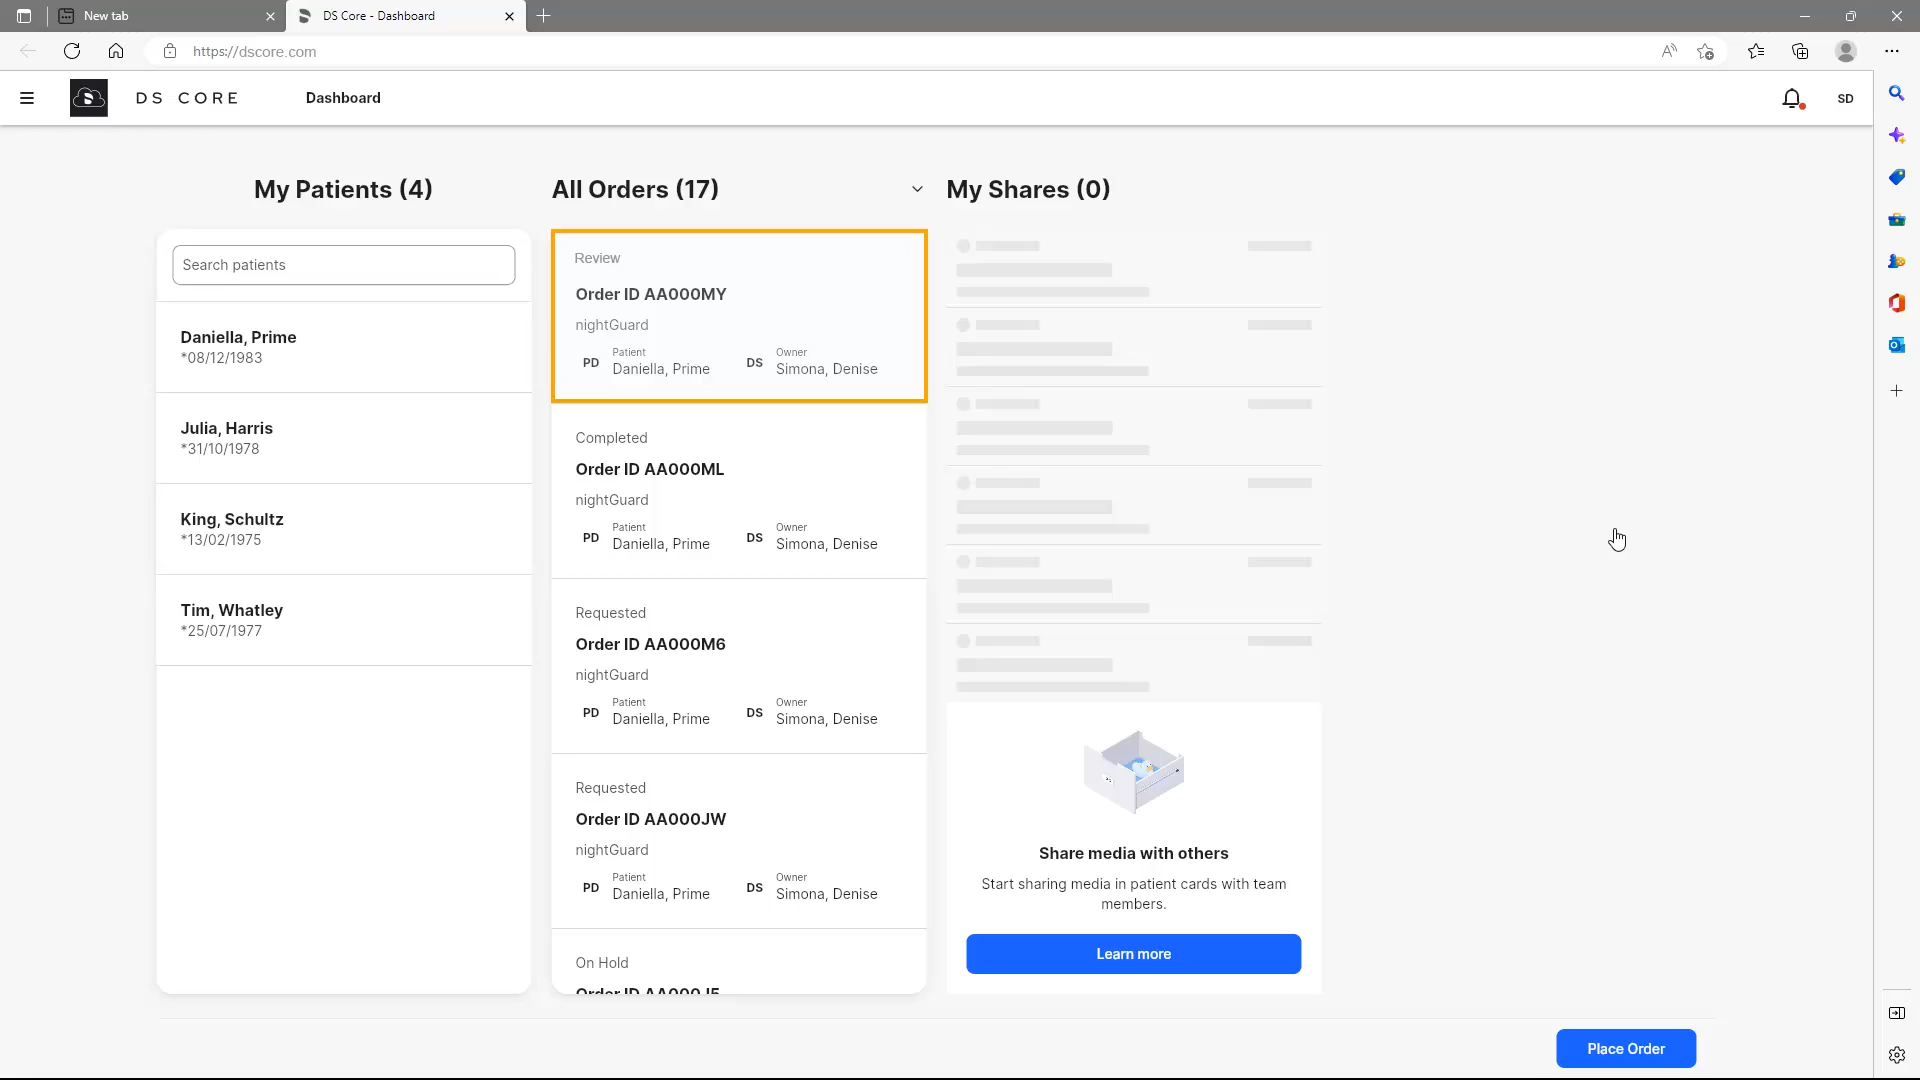 New tab
DS Core - Dashboard
https://dscore.com
DS CORE
Dashboard
SD
My Patients (4)
Search patients
Daniella, Prime
*08/12/1983
Julia, Harris
*31/10/1978
King, Schultz
*13/02/1975
Tim, Whatley
*25/07/1977
All Orders (17)
Review
Order ID AA000MY
nightGuard
PD Patient Daniella, Prime DS Owner Simona, Denise
Completed
Order ID AA000ML
nightGuard
PD Patient Daniella, Prime DS Owner Simona, Denise
Requested
Order ID AA000M6
nightGuard
PD Patient Daniella, Prime DS Owner Simona, Denise
Requested
Order ID AA000JW
nightGuard
PD Patient Daniella, Prime DS Owner Simona, Denise
On Hold
Order ID AA000J5
My Shares (0)
Share media with others
Start sharing media in patient cards with team
members.
Learn more
Place Order